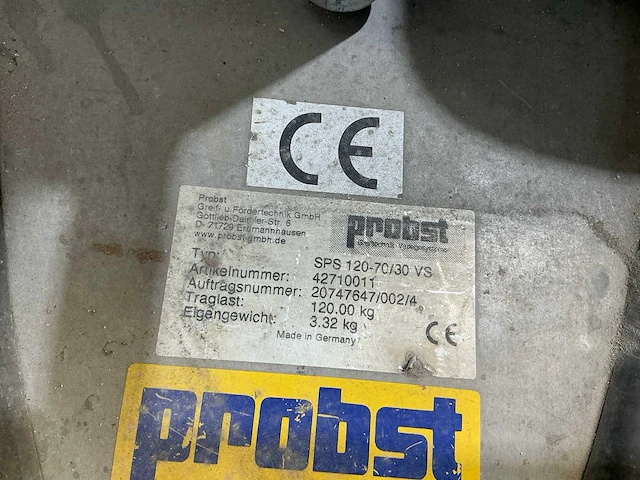 CE
Probst
Greif- u. Fördertechnik GmbH
Gottlieb-Daimler-Str. 6
D- 71729 Erdmannhausen
www.probst-gmbh.de
probst
Greiftechnik Verlegesysteme
Typ: SPS 120-70/30 VS
Artikelnummer: 42710011
Auftragsnummer: 20747647/002/4
Traglast: 120.00 kg
Eigengewicht: 3.32 kg
Made in Germany
CE
probst